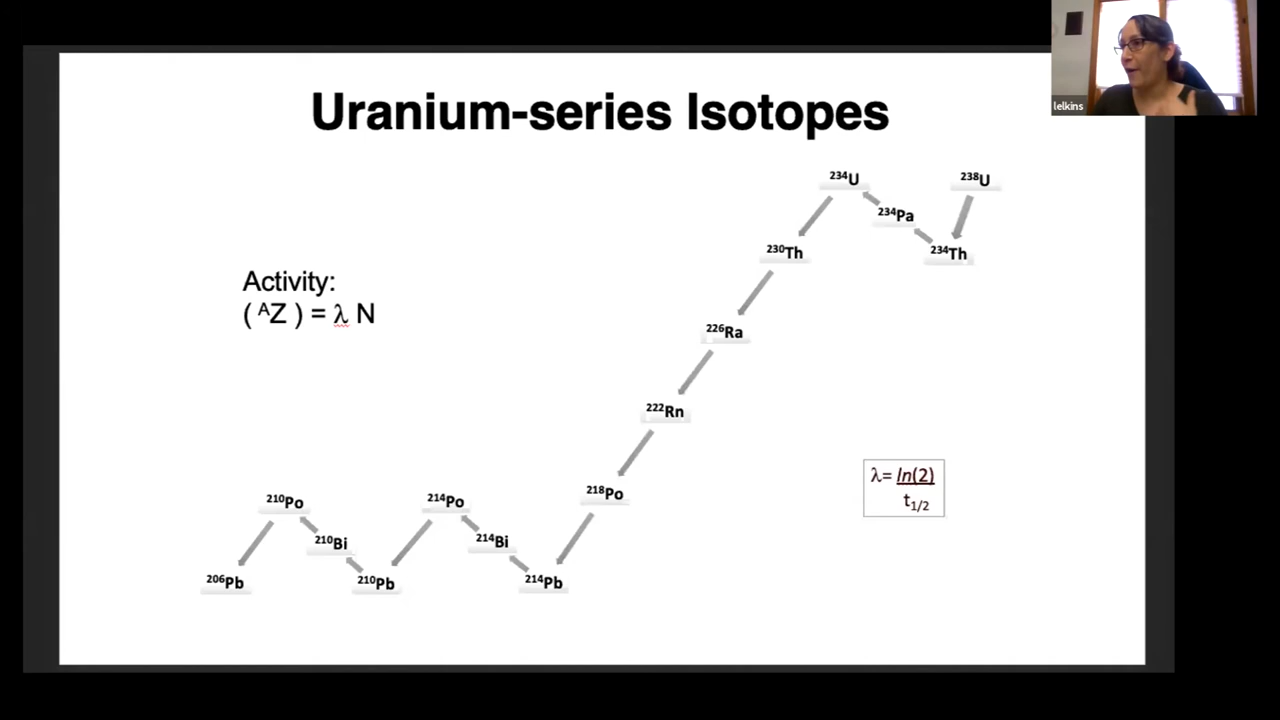 Uranium-series Isotopes
lelkins
²³⁴U
²³⁸U
²³⁴Pa
²³⁰Th
²³⁴Th
Activity:
( ᴬZ ) = λ N
²²⁶Ra
²²²Rn
λ= ln(2)
t1/2
²¹⁸Po
²¹⁰Po
²¹⁴Po
²¹⁰Bi
²¹⁴Bi
²⁰⁶Pb
²¹⁰Pb
²¹⁴Pb